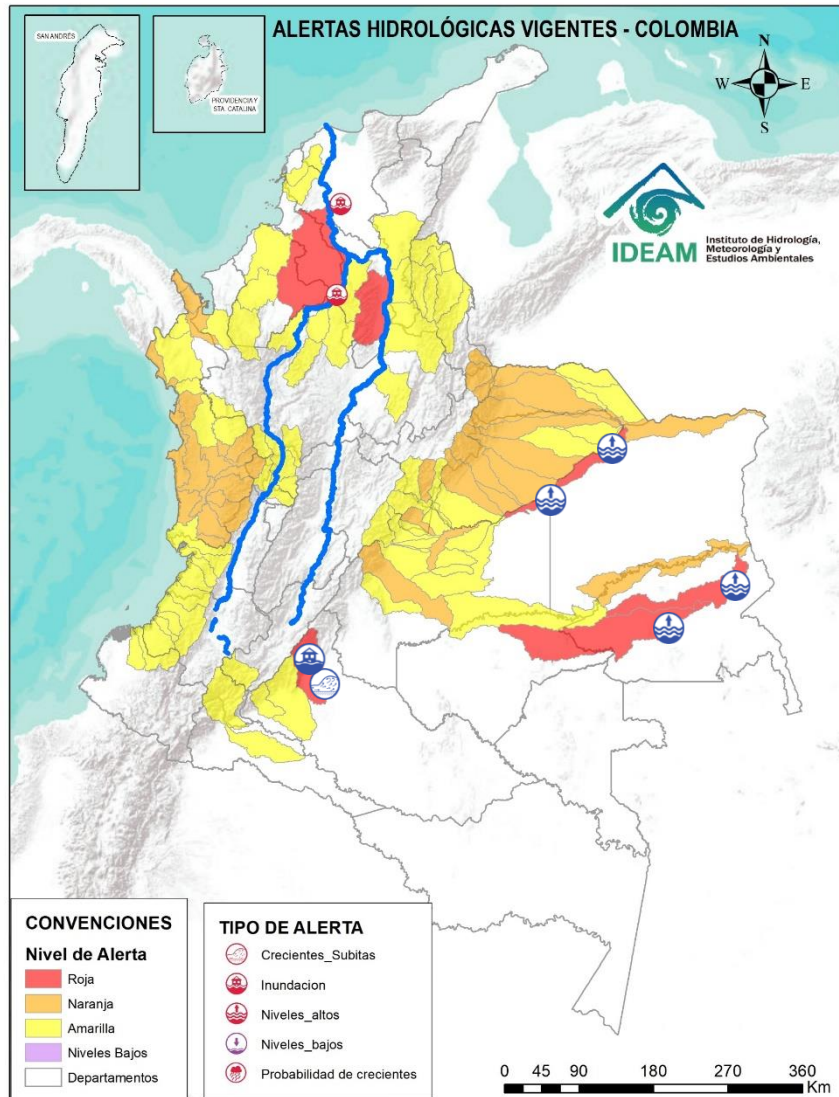 ALERTAS HIDROLÓGICAS VIGENTES - COLOMBIA
SAN ANDRÉS
PROVIDENCIA Y
STA. CATALINA
N
W
E
S
IDEAM
Instituto de Hidrología,
Meteorología y
Estudios Ambientales
CONVENCIONES
Nivel de Alerta
Roja
Naranja
Amarilla
Niveles Bajos
Departamentos
TIPO DE ALERTA
Crecientes_Subitas
Inundacion
Niveles_altos
Niveles_bajos
Probabilidad de crecientes
0 45 90 180 270 360
Km